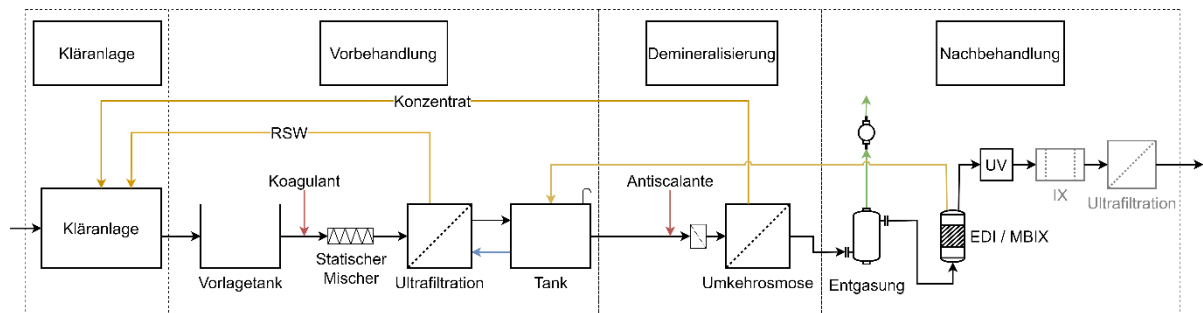 Kläranlage
Vorbehandlung
Demineralisierung
Nachbehandlung
Konzentrat
RSW
Koagulant
Antiscalante
UV
IX
Ultrafiltration
Kläranlage
Vorlagetank
Statischer
Mischer
Ultrafiltration
Tank
Umkehrosmose
Entgasung
EDI / MBIX